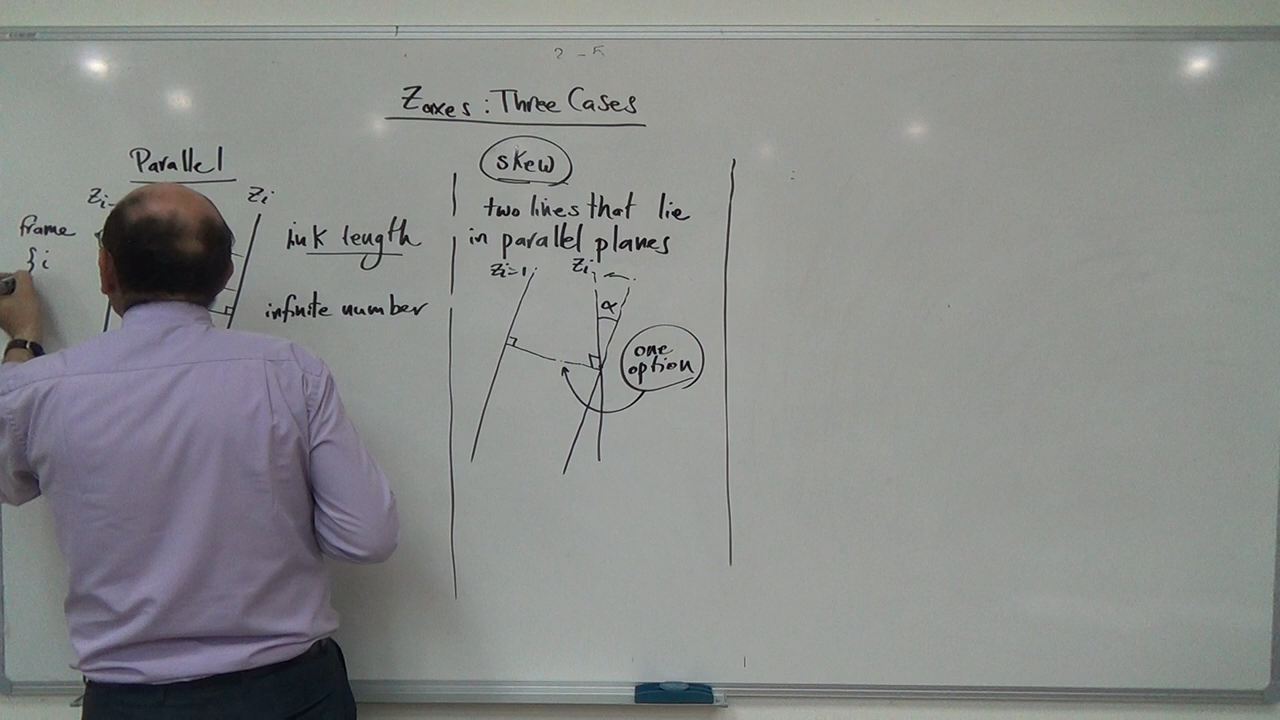 2 - 5
Zaxes : Three Cases
Parallel
Zi-
Zi
frame
{i
link length
infinite number
skew
two lines that lie
in parallel planes
Zi-1
Zi
α
one
option